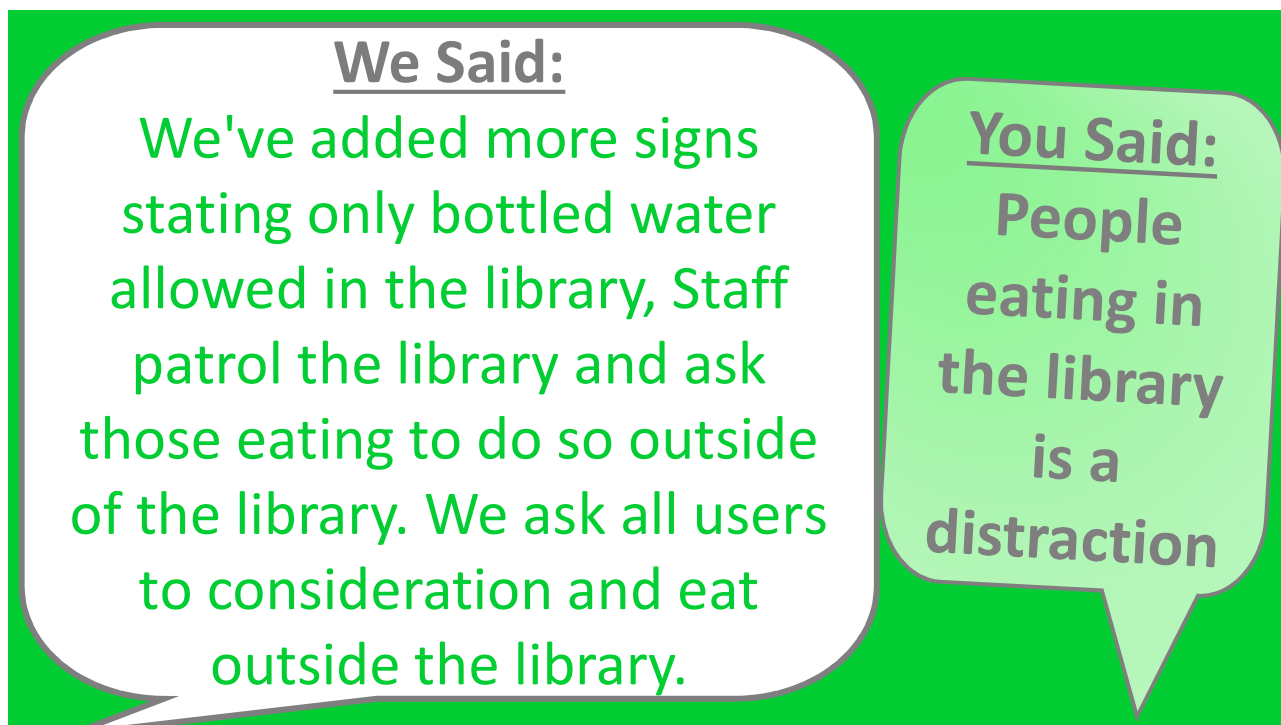 We Said:
We've added more signs
stating only bottled water
allowed in the library, Staff
patrol the library and ask
those eating to do so outside
of the library. We ask all users
to consideration and eat
outside the library.
You Said:
People
eating in
the library
is a
distraction